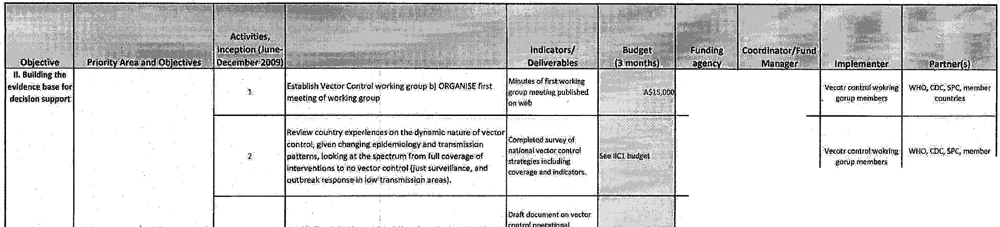 Objective
Priority Area and Objectives
Activities,
Inception (June-
December 2009)
Indicators/
Deliverables
Budget
(3 months)
Funding
agency
Coordinator/Fund
Manager
Implementer
Partner(s)
II. Building the
evidence base for
decision support
1
Establish Vector Control working group b) ORGANISE first
meeting of working group
Minutes of first working
group meeting published
on web
A$15,000
Vecotr control wokring
gorup members
WHO, CDC, SPC, member
countries
2
Review country experiences on the dynamic nature of vector
control, given changing epidemiology and transmission
patterns, looking at the spectrum from full coverage of
interventions to no vector control (just surveillance, and
outbreak response in low transmission areas).
Completed survey of
national vector control
strategies including
coverage and indicators.
See IIC1 budget
Vecotr control wokring
gorup members
WHO, CDC, SPC, member
Draft document on vector
control operational